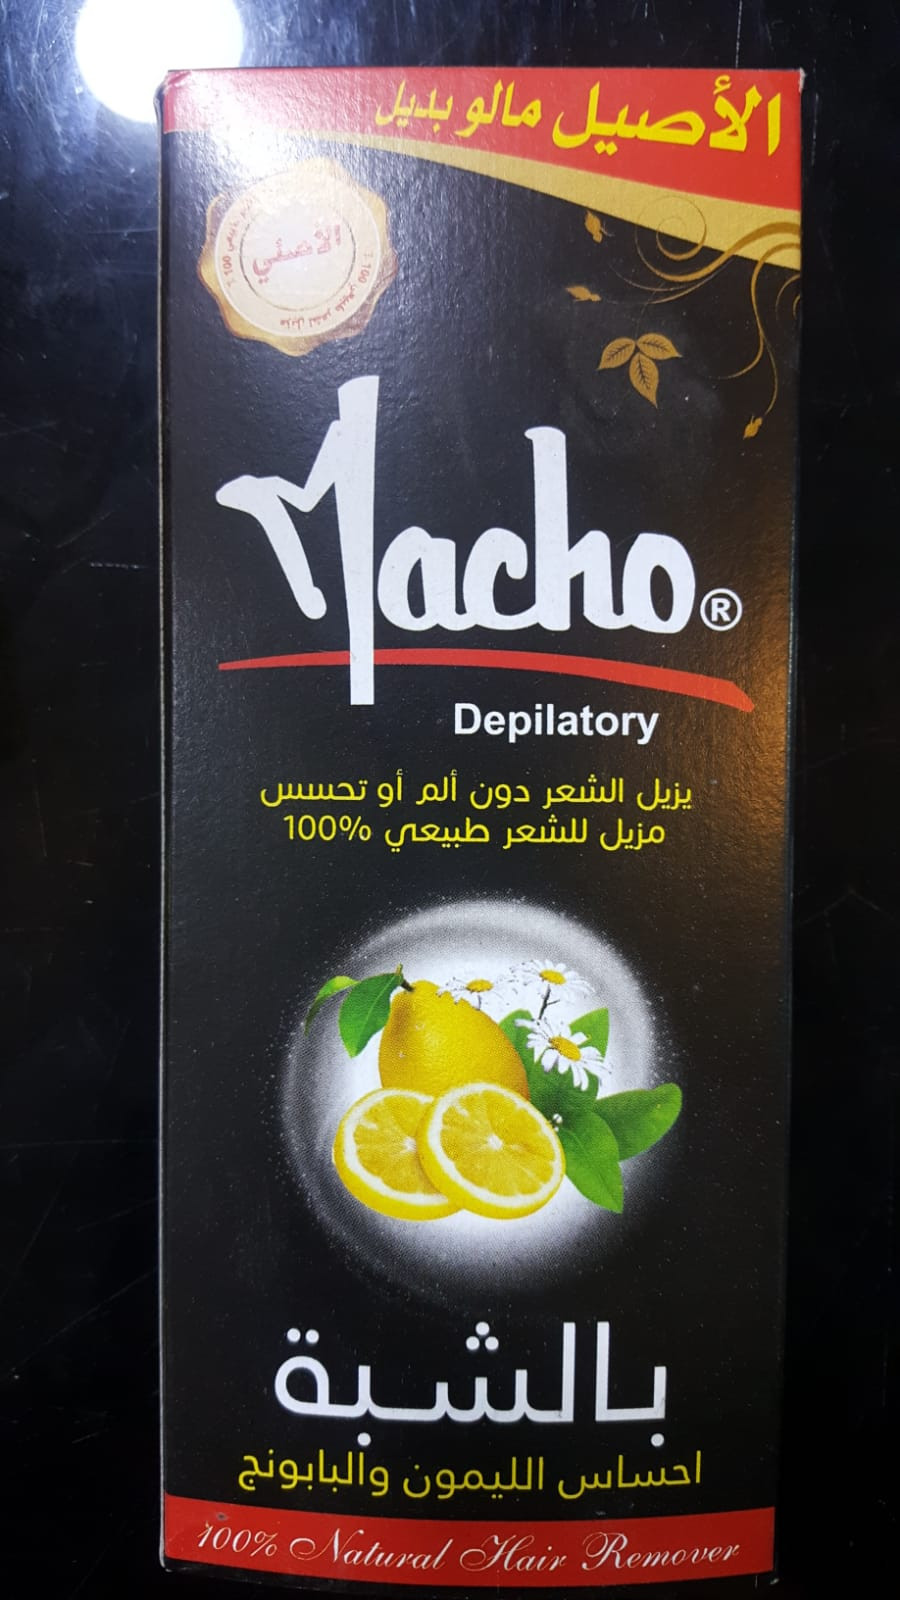 الأصيل مالو بديل
الأصلي
Macho®
Depilatory
يزيل الشعر دون ألم أو تحسس
مزيل للشعر طبيعي 100%
بالشبة
احساس الليمون والبابونج
100% Natural Hair Remover